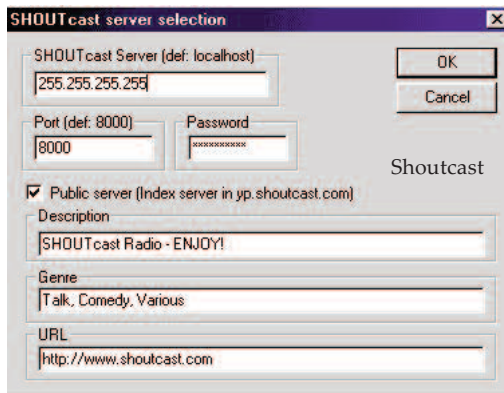 SHOUTcast server selection
SHOUTcast Server (def: localhost)
255.255.255.255
OK
Cancel
Port (def: 8000)
8000
Password
**********
Shoutcast
Public server (Index server in yp.shoutcast.com)
Description
SHOUTcast Radio - ENJOY!
Genre
Talk, Comedy, Various
URL
http://www.shoutcast.com